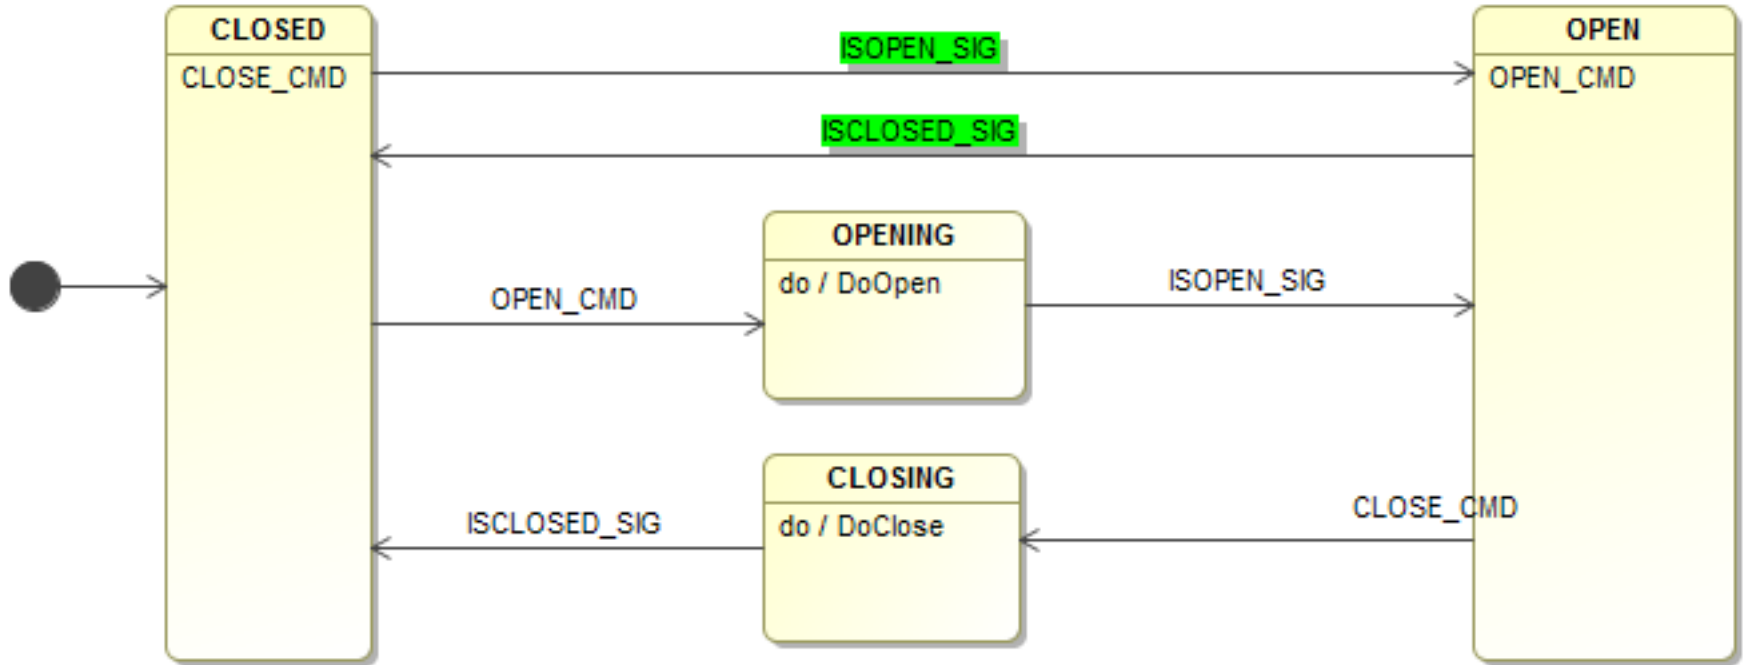 CLOSED
CLOSE_CMD
ISOPEN_SIG
OPEN
OPEN_CMD
ISCLOSED_SIG
OPENING
do / DoOpen
OPEN_CMD
ISOPEN_SIG
CLOSING
do / DoClose
ISCLOSED_SIG
CLOSE_CMD